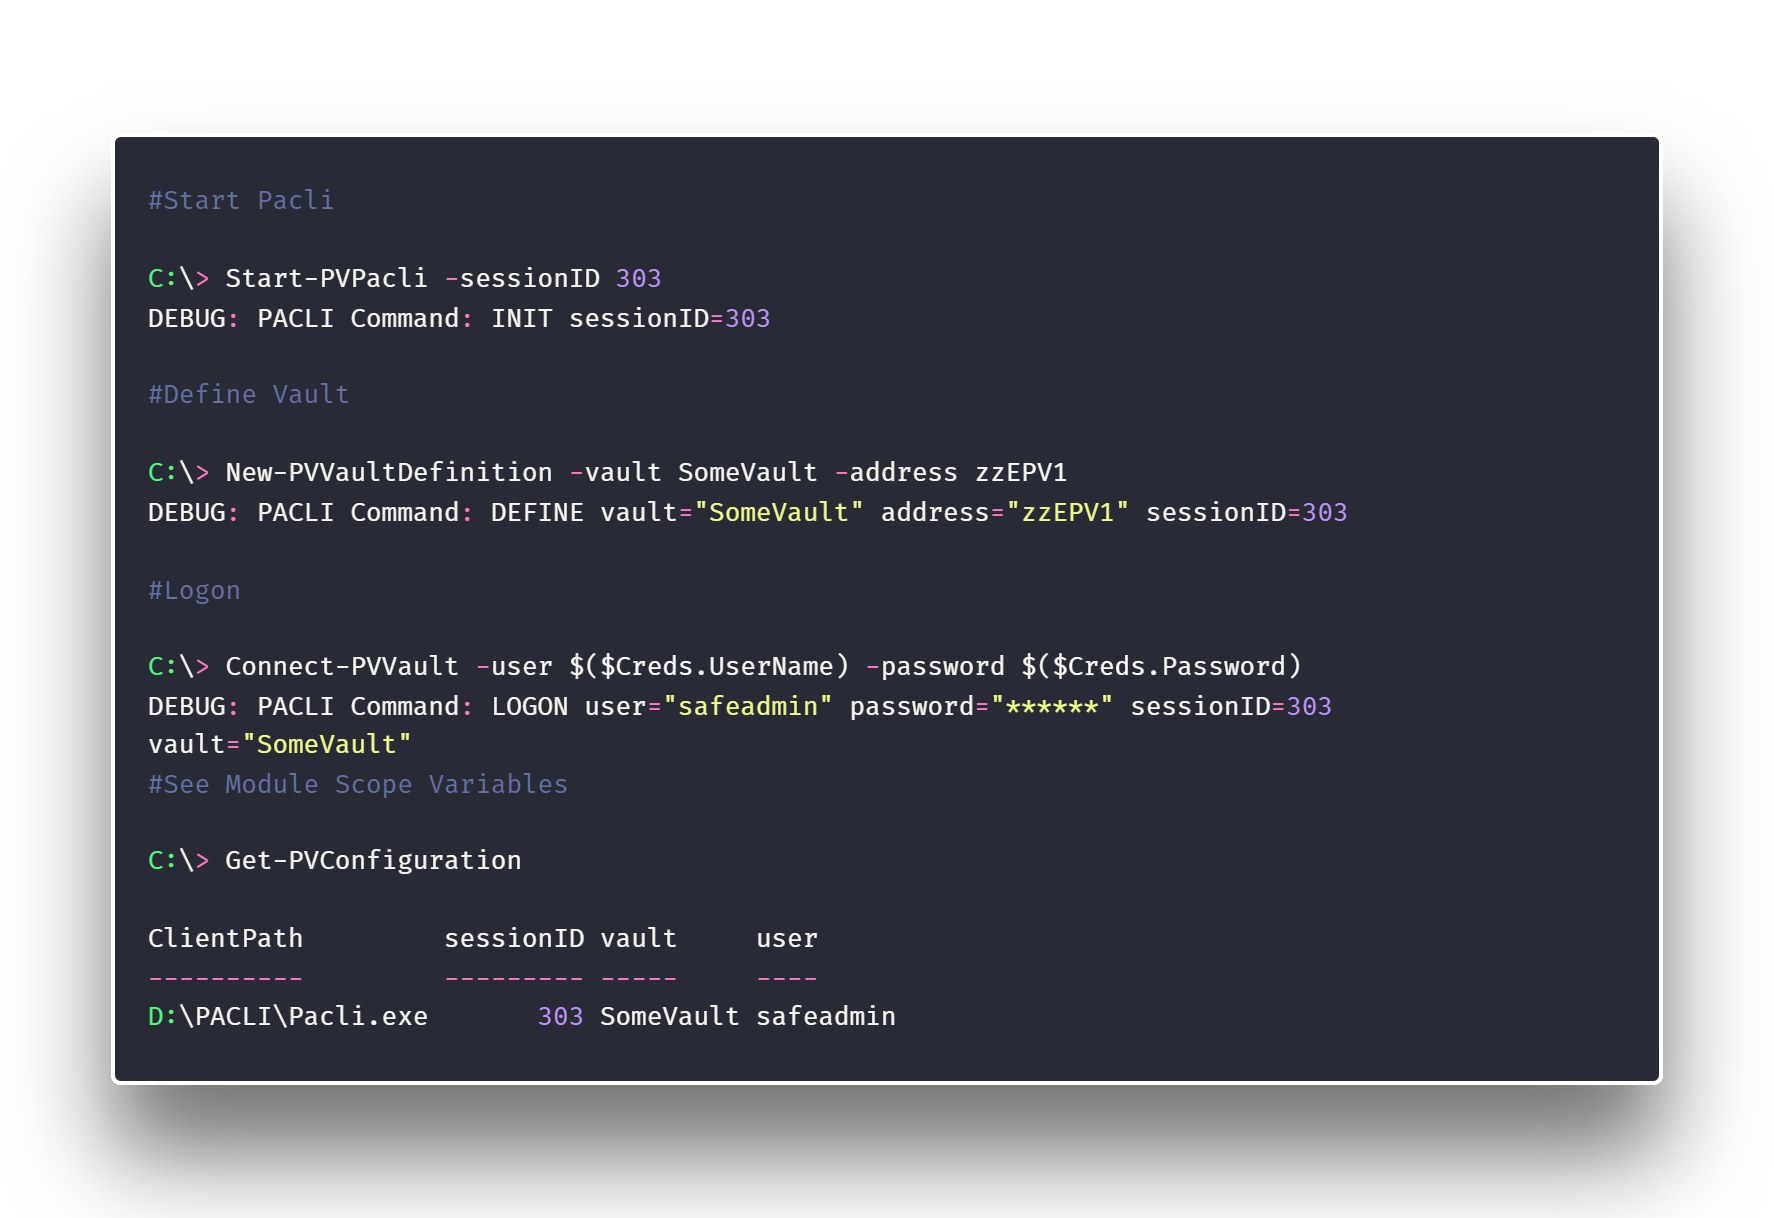 #Start Pacli
C:\> Start-PVPacli -sessionID 303
DEBUG: PACLI Command: INIT sessionID=303
#Define Vault
C:\> New-PVVaultDefinition -vault SomeVault -address zzEPV1
DEBUG: PACLI Command: DEFINE vault="SomeVault" address="zzEPV1" sessionID=303
#Logon
C:\> Connect-PVVault -user $($Creds.UserName) -password $($Creds.Password)
DEBUG: PACLI Command: LOGON user="safeadmin" password="******" sessionID=303
vault="SomeVault"
#See Module Scope Variables
C:\> Get-PVConfiguration
ClientPath         sessionID vault     user
----------         --------- -----     ----
D:\PACLI\Pacli.exe       303 SomeVault safeadmin